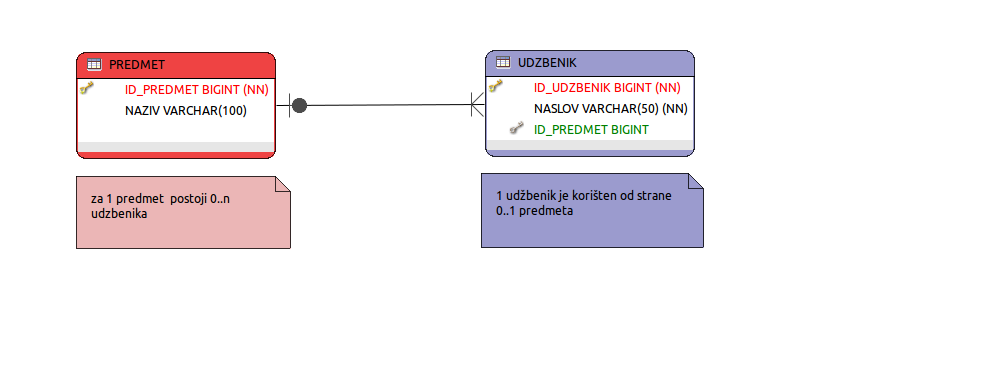 PREDMET
ID_PREDMET BIGINT (NN)
NAZIV VARCHAR(100)
za 1 predmet  postoji 0..n
udzbenika
UDZBENIK
ID_UDZBENIK BIGINT (NN)
NASLOV VARCHAR(50) (NN)
ID_PREDMET BIGINT
1 udžbenik je korišten od strane
0..1 predmeta